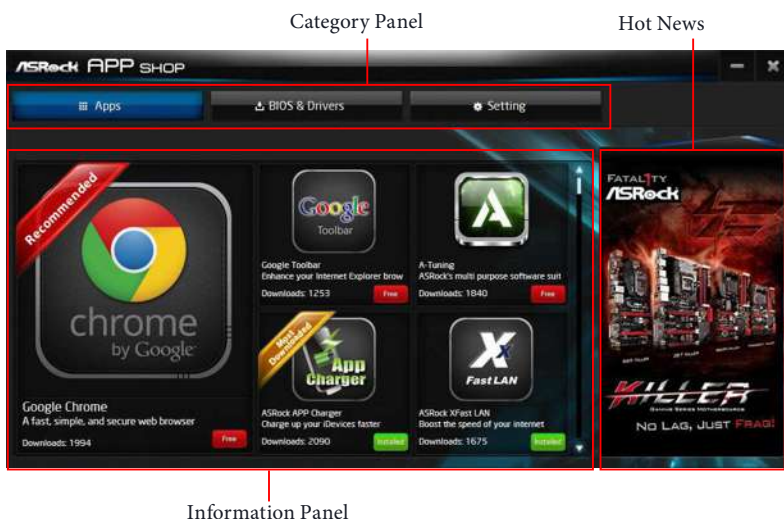 Category Panel
Hot News
ASRock APP SHOP
Apps
BIOS & Drivers
Setting
Recommended
chrome
by Google
Google Chrome
A fast, simple, and secure web browser
Downloads: 1994
Free
Google
Toolbar
Google Toolbar
Enhance your Internet Explorer brow
Downloads: 1253
Free
A-Tuning
ASRock's multi purpose software suit
Downloads: 1840
Free
Most
Downloaded
App
Charger
ASRock APP Charger
Charge up your iDevices faster
Downloads: 2090
Installed
X
Fast LAN
ASRock XFast LAN
Boost the speed of your internet
Downloads: 1675
Installed
FATAL1TY
ASRock
KILLER
GAMING SERIES MOTHERBOARDS
NO LAG, JUST FRAG!
Information Panel